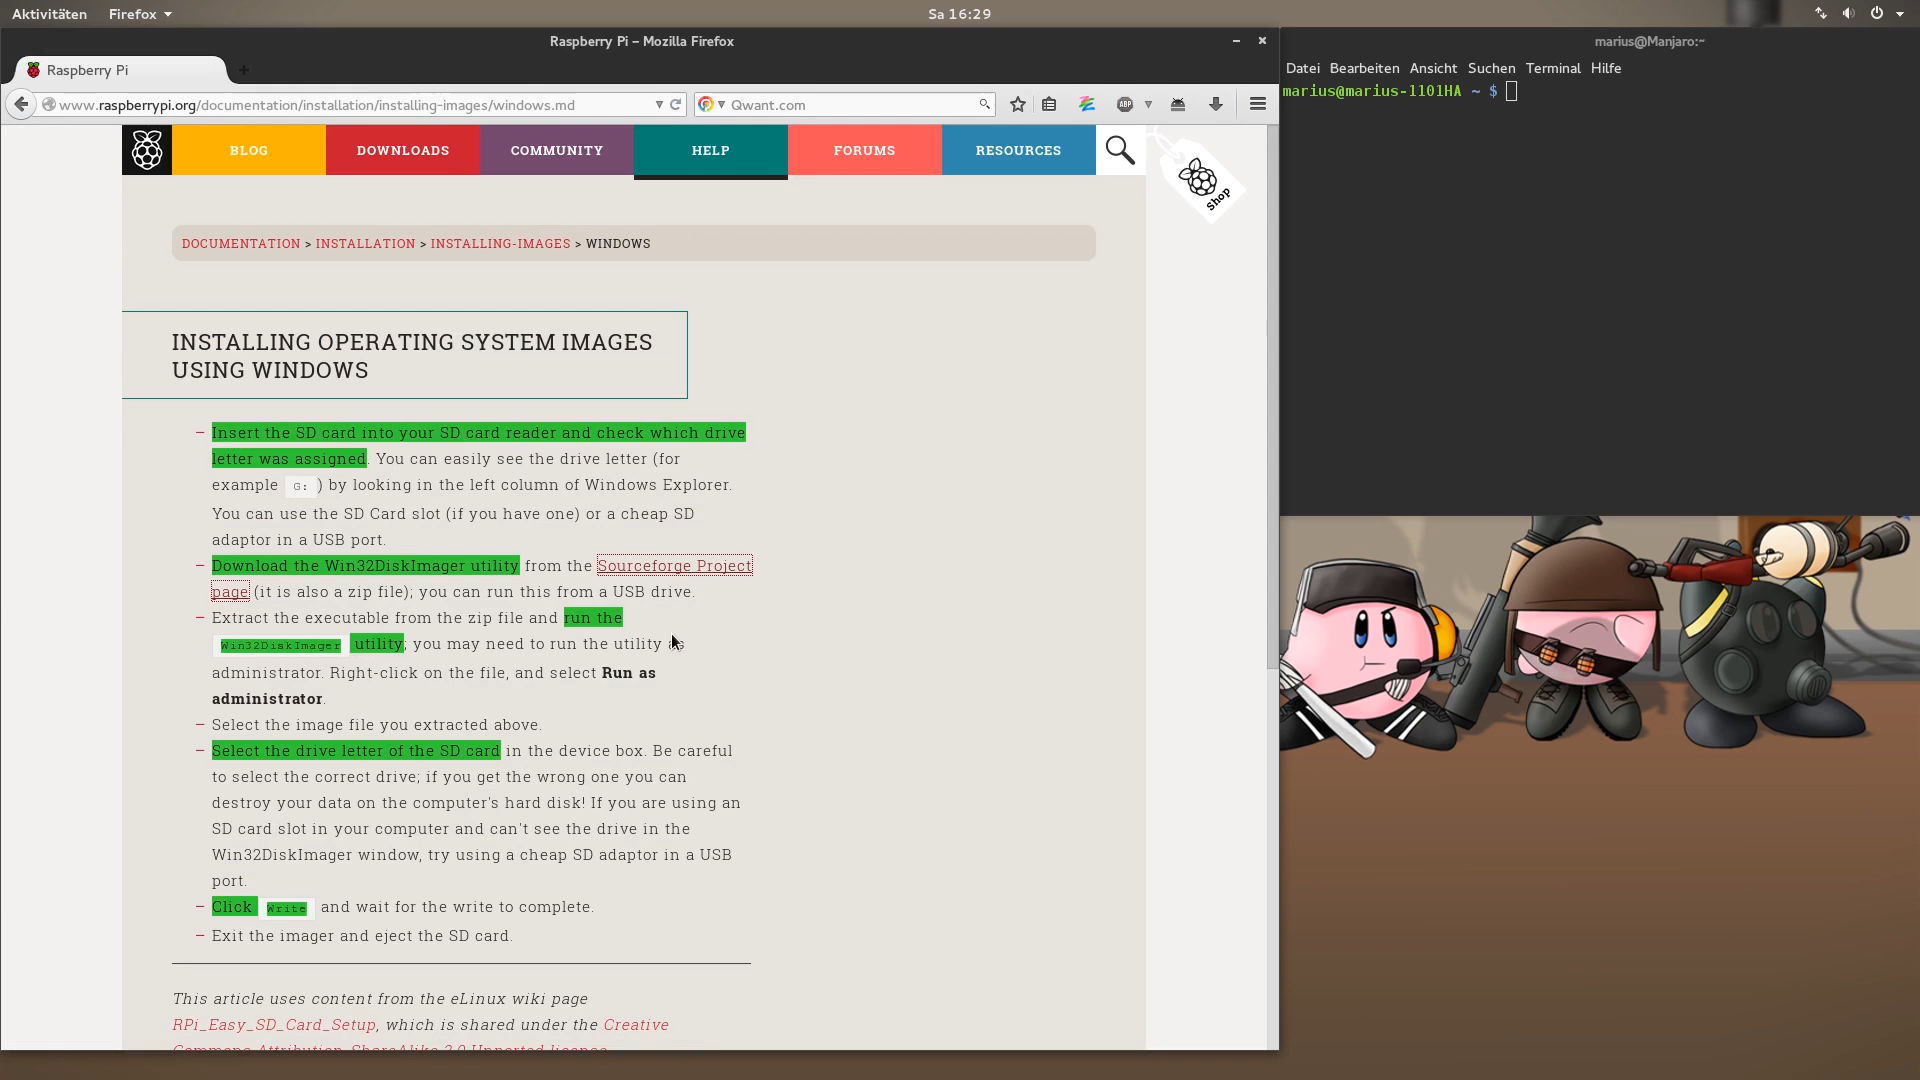 Aktivitäten Firefox Sa 16:29
Raspberry Pi – Mozilla Firefox
Raspberry Pi
www.raspberrypi.org/documentation/installation/installing-images/windows.md
Qwant.com
ABP
BLOG DOWNLOADS COMMUNITY HELP FORUMS RESOURCES
Shop
DOCUMENTATION > INSTALLATION > INSTALLING-IMAGES > WINDOWS
INSTALLING OPERATING SYSTEM IMAGES
USING WINDOWS
– Insert the SD card into your SD card reader and check which drive
letter was assigned. You can easily see the drive letter (for
example G: ) by looking in the left column of Windows Explorer.
You can use the SD Card slot (if you have one) or a cheap SD
adaptor in a USB port.
– Download the Win32DiskImager utility from the Sourceforge Project
page (it is also a zip file); you can run this from a USB drive.
– Extract the executable from the zip file and run the
Win32DiskImager utility; you may need to run the utility as
administrator. Right-click on the file, and select Run as
administrator.
– Select the image file you extracted above.
– Select the drive letter of the SD card in the device box. Be careful
to select the correct drive; if you get the wrong one you can
destroy your data on the computer's hard disk! If you are using an
SD card slot in your computer and can't see the drive in the
Win32DiskImager window, try using a cheap SD adaptor in a USB
port.
– Click Write and wait for the write to complete.
– Exit the imager and eject the SD card.
This article uses content from the eLinux wiki page
RPi_Easy_SD_Card_Setup, which is shared under the Creative
Commons Attribution-ShareAlike 3.0 Unported license
marius@Manjaro:~
Datei Bearbeiten Ansicht Suchen Terminal Hilfe
marius@marius-1101HA ~ $